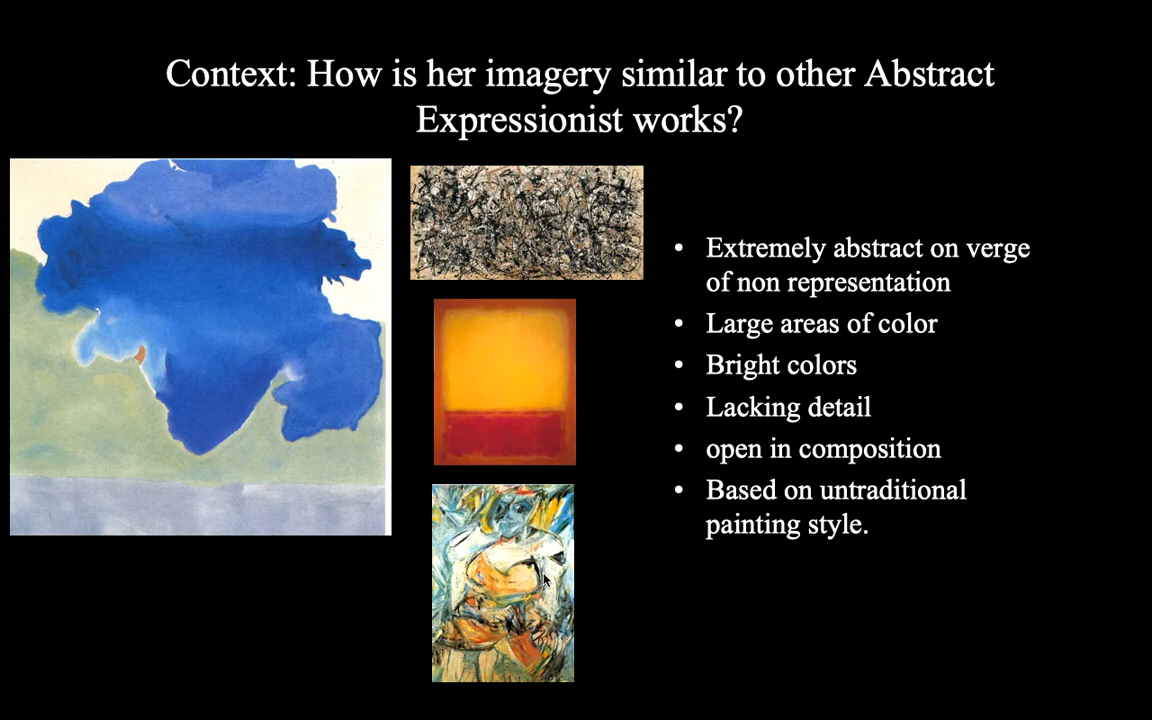 Context: How is her imagery similar to other Abstract
Expressionist works?
• Extremely abstract on verge
of non representation
• Large areas of color
• Bright colors
• Lacking detail
• open in composition
• Based on untraditional
painting style.